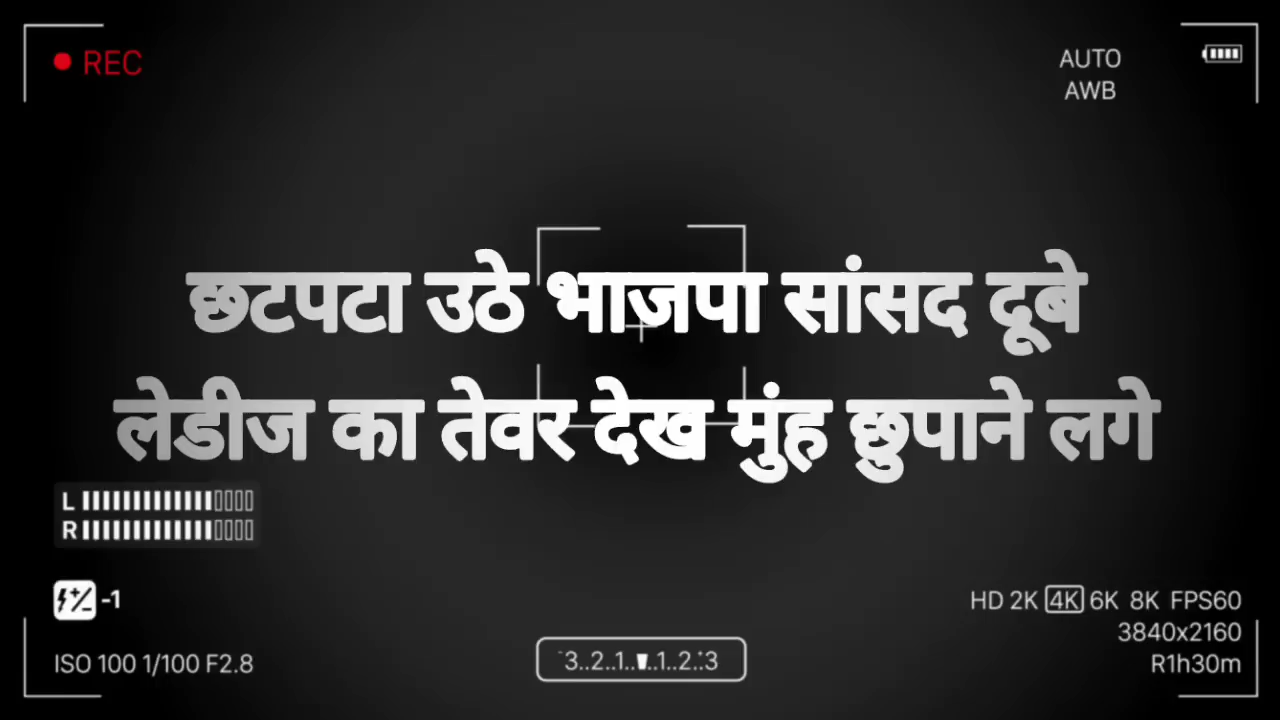 REC
AUTO
AWB
छटपटा उठे भाजपा सांसद दूबे
लेडीज का तेवर देख मुंह छुपाने लगे
L
R
-1
HD 2K 4K 6K 8K FPS60
3840x2160
ISO 100 1/100 F2.8
-3..2..1..▼..1..2..+3
R1h30m